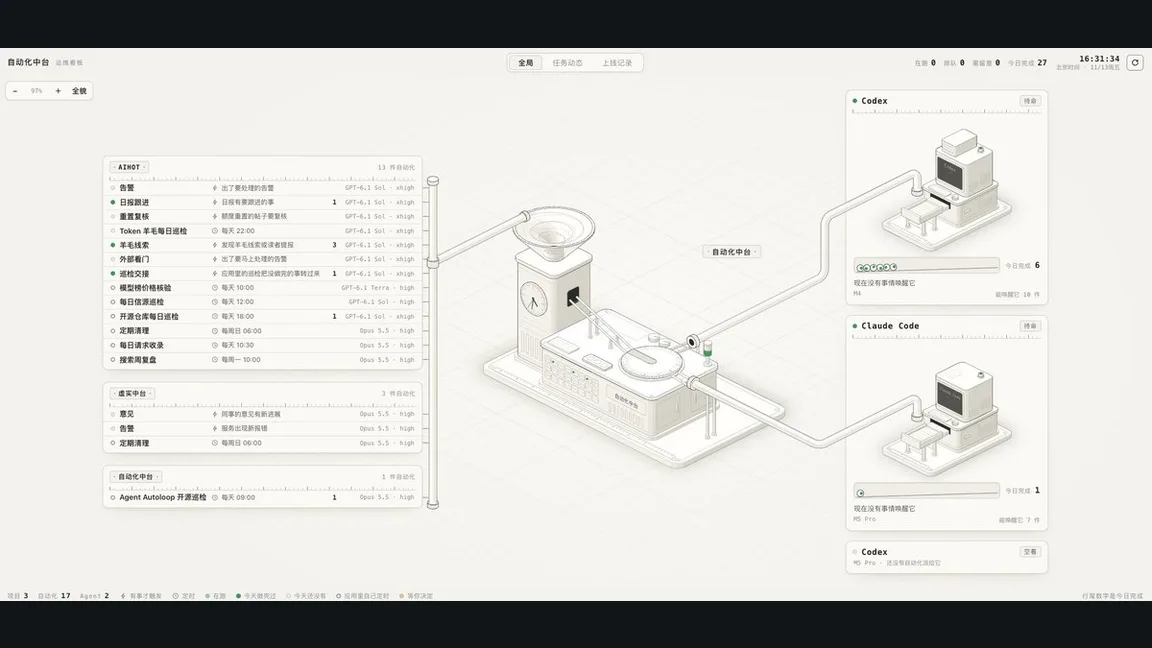 自动化中台 运维看板
全局 任务动态 上线记录
在跑 0 排队 0 需留意 0 今日完成 27
16:31:34
北京时间 · 11/13周五
− 97% + 全貌
· AIHOT · 13 件自动化
告警 出了要处理的告警 GPT-6.1 Sol · xhigh
日报跟进 日报有要跟进的事 1 GPT-6.1 Sol · xhigh
重置复核 额度重置的帖子要复核 GPT-6.1 Sol · xhigh
Token 羊毛每日巡检 每天 22:00 GPT-6.1 Sol · xhigh
羊毛线索 发现羊毛线索或读者提报 3 GPT-6.1 Sol · xhigh
外部看门 出了要马上处理的告警 GPT-6.1 Sol · xhigh
巡检交接 应用里的巡检把没做完的事转过来 1 GPT-6.1 Sol · xhigh
模型榜价格核验 每天 10:00 GPT-6.1 Terra · high
每日信源巡检 每天 12:00 GPT-6.1 Sol · high
开源仓库每日巡检 每天 18:00 1 GPT-6.1 Sol · xhigh
定期清理 每周日 06:00 Opus 5.5 · high
每日请求收录 每天 10:30 Opus 5.5 · high
搜索周复盘 每周一 10:00 Opus 5.5 · high
· 虚实中台 · 3 件自动化
意见 同事的意见有新进展 Opus 5.5 · high
告警 服务出现新报错 Opus 5.5 · high
定期清理 每周日 06:00 Opus 5.5 · high
· 自动化中台 · 1 件自动化
Agent Autoloop 开源巡检 每天 09:00 1 Opus 5.5 · high
· 自动化中台 ·
自动化中台
Codex 待命
Codex
今日完成 6
现在没有事情唤醒它
M4 能唤醒它 10 件
Claude Code 待命
今日完成 1
现在没有事情唤醒它
M5 Pro 能唤醒它 7 件
Codex 空着
M5 Pro · 还没有自动化派给它
项目 3 自动化 17 Agent 2 有事才触发 定时 在跑 今天做完过 今天还没有 应用里自己定时 等你决定
行尾数字是今日完成